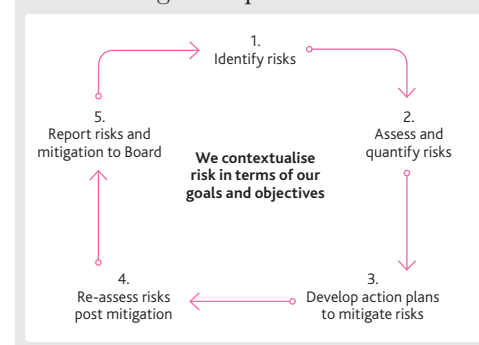 1.
Identify risks
2.
Assess and
quantify risks
3.
Develop action plans
to mitigate risks
4.
Re-assess risks
post mitigation
5.
Report risks and
mitigation to Board
We contextualise
risk in terms of our
goals and objectives